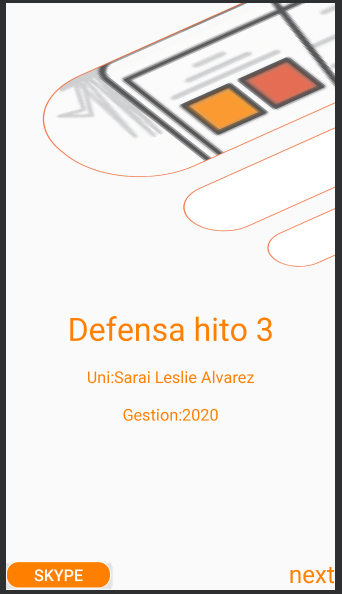 Defensa hito 3
Uni:Sarai Leslie Alvarez
Gestion:2020
SKYPE
next